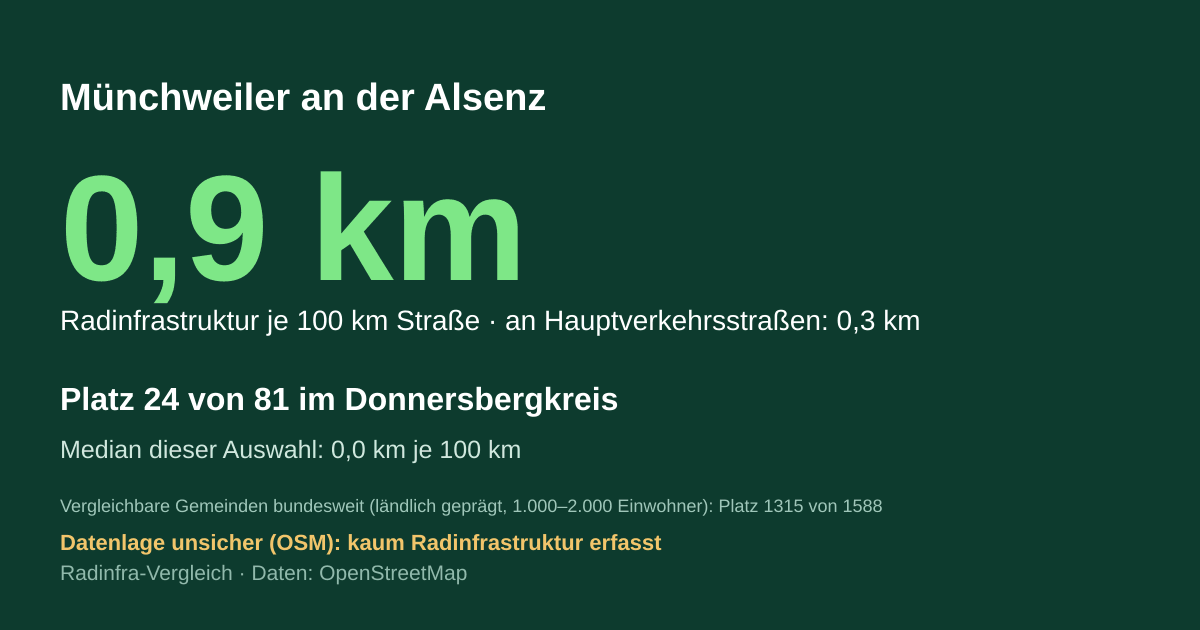 Münchweiler an der Alsenz
0,9 km
Radinfrastruktur je 100 km Straße · an Hauptverkehrsstraßen: 0,3 km
Platz 24 von 81 im Donnersbergkreis
Median dieser Auswahl: 0,0 km je 100 km
Vergleichbare Gemeinden bundesweit (ländlich geprägt, 1.000–2.000 Einwohner): Platz 1315 von 1588
Datenlage unsicher (OSM): kaum Radinfrastruktur erfasst
Radinfra-Vergleich · Daten: OpenStreetMap